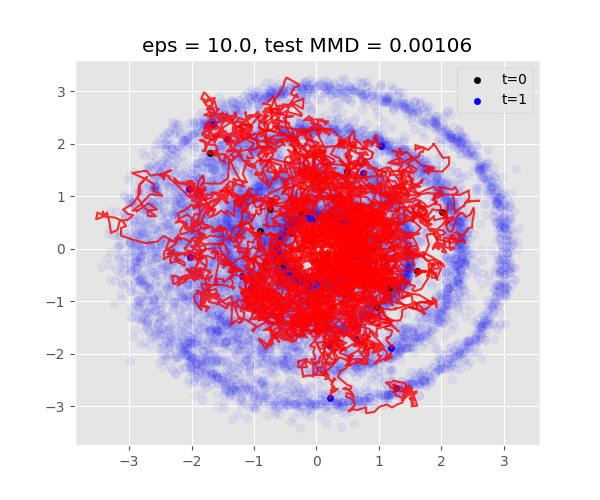 eps = 10.0, test MMD = 0.00106
t=0
t=1
3
2
1
0
−1
−2
−3
−3 −2 −1 0 1 2 3